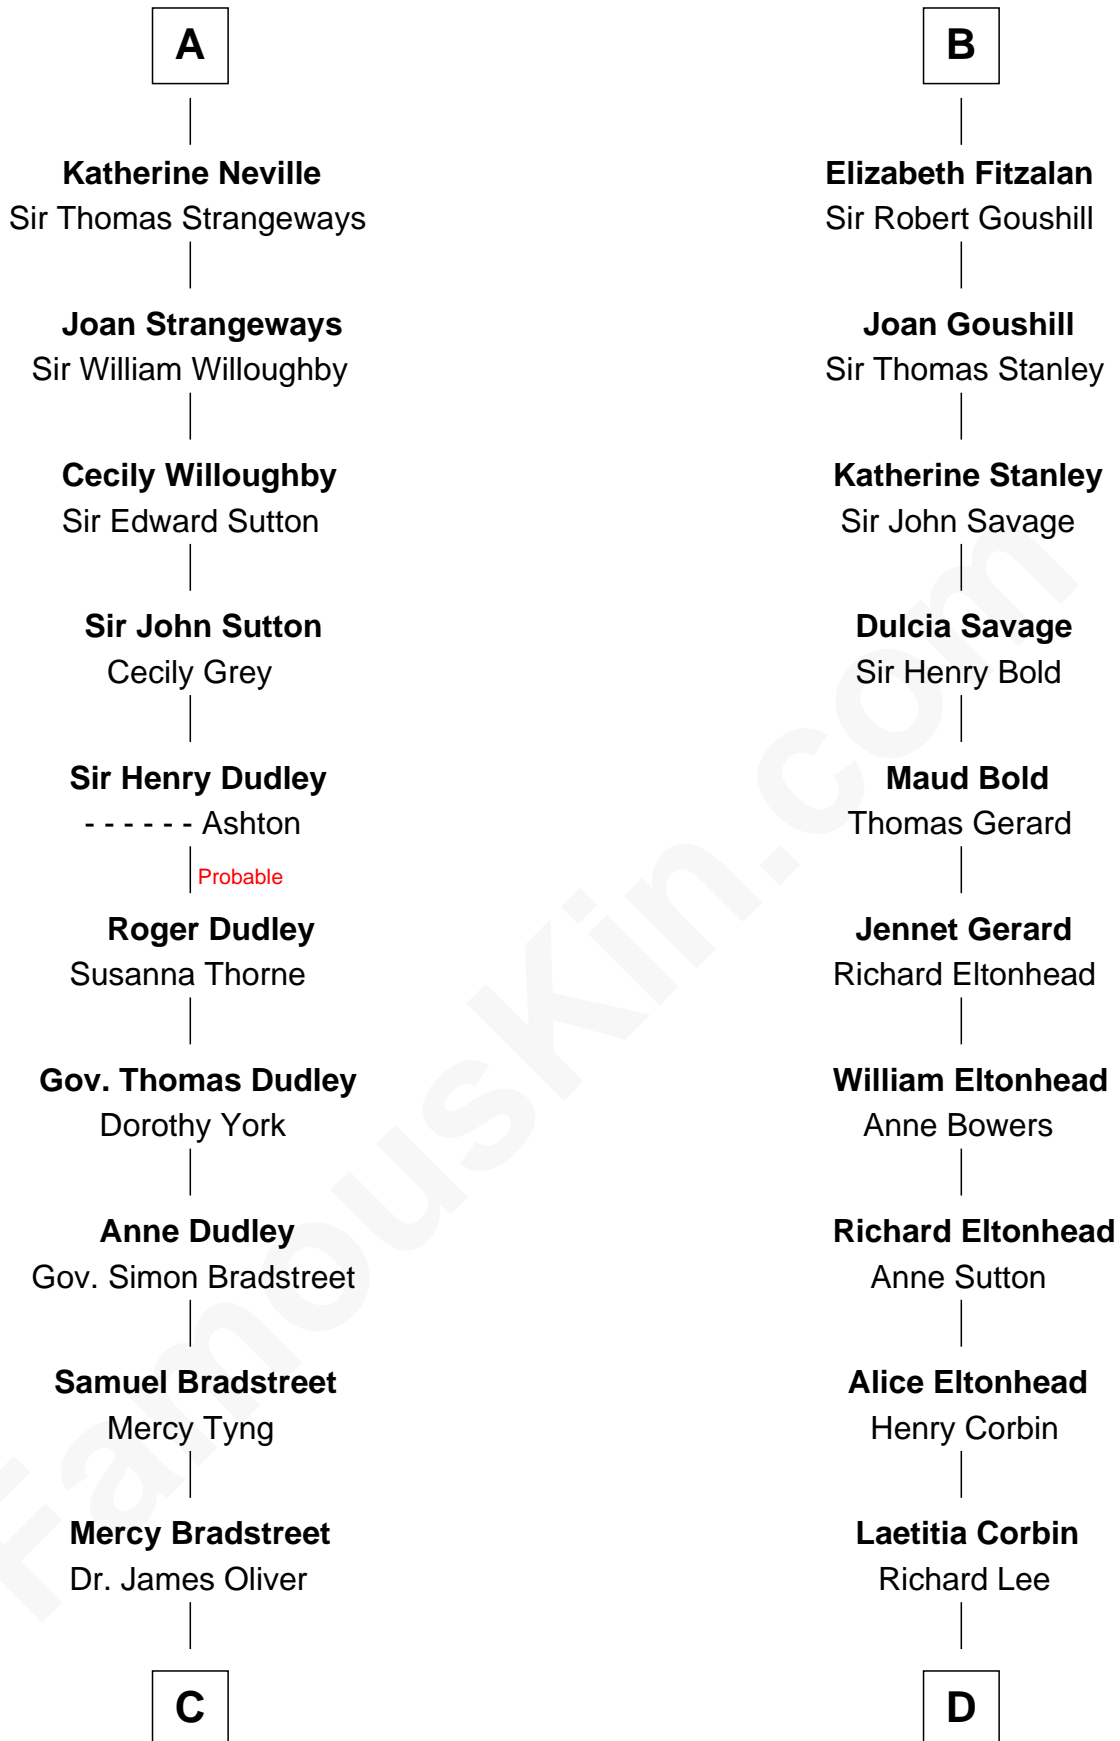 A
Katherine Neville
Sir Thomas Strangeways
Joan Strangeways
Sir William Willoughby
Cecily Willoughby
Sir Edward Sutton
Sir John Sutton
Cecily Grey
Sir Henry Dudley
- - - - - - Ashton
Probable
Roger Dudley
Susanna Thorne
Gov. Thomas Dudley
Dorothy York
Anne Dudley
Gov. Simon Bradstreet
Samuel Bradstreet
Mercy Tyng
Mercy Bradstreet
Dr. James Oliver
C
B
Elizabeth Fitzalan
Sir Robert Goushill
Joan Goushill
Sir Thomas Stanley
Katherine Stanley
Sir John Savage
Dulcia Savage
Sir Henry Bold
Maud Bold
Thomas Gerard
Jennet Gerard
Richard Eltonhead
William Eltonhead
Anne Bowers
Richard Eltonhead
Anne Sutton
Alice Eltonhead
Henry Corbin
Laetitia Corbin
Richard Lee
D
FamousKin.com